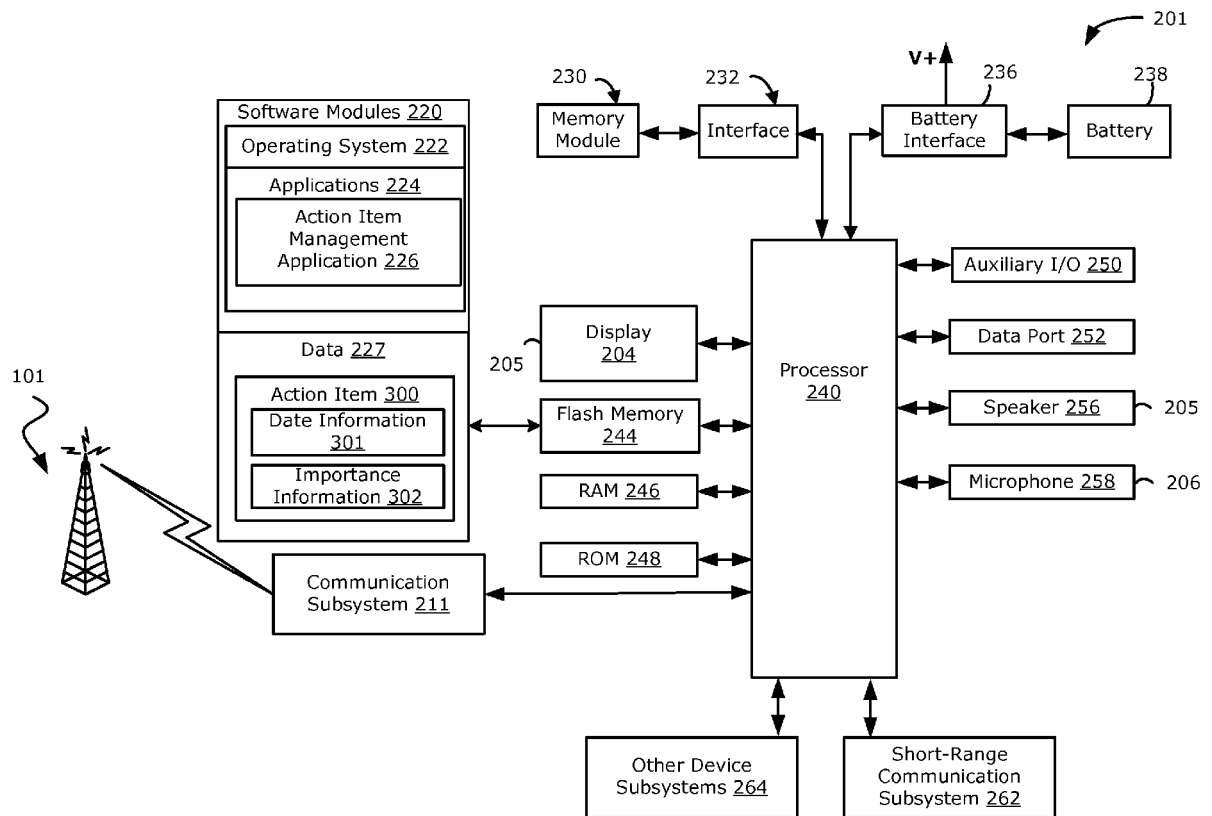 201
V+
230
232
236
238
Memory
Module
Interface
Battery
Interface
Battery
Software Modules 220
Operating System 222
Applications 224
Action Item
Management
Application 226
Data 227
Action Item 300
Date Information
301
Importance
Information 302
101
205
Display
204
Flash Memory
244
RAM 246
ROM 248
Communication
Subsystem 211
Processor
240
Auxiliary I/O 250
Data Port 252
Speaker 256
205
Microphone 258
206
Other Device
Subsystems 264
Short-Range
Communication
Subsystem 262